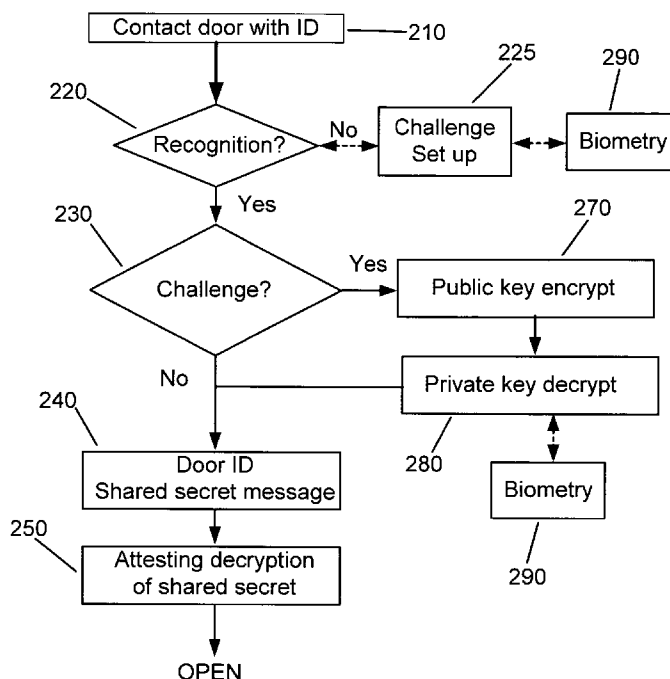 Contact door with ID
210
220
225
290
Recognition?
No
Challenge
Set up
Biometry
Yes
230
270
Challenge?
Yes
Public key encrypt
No
Private key decrypt
240
280
Door ID
Shared secret message
Biometry
250
290
Attesting decryption
of shared secret
OPEN